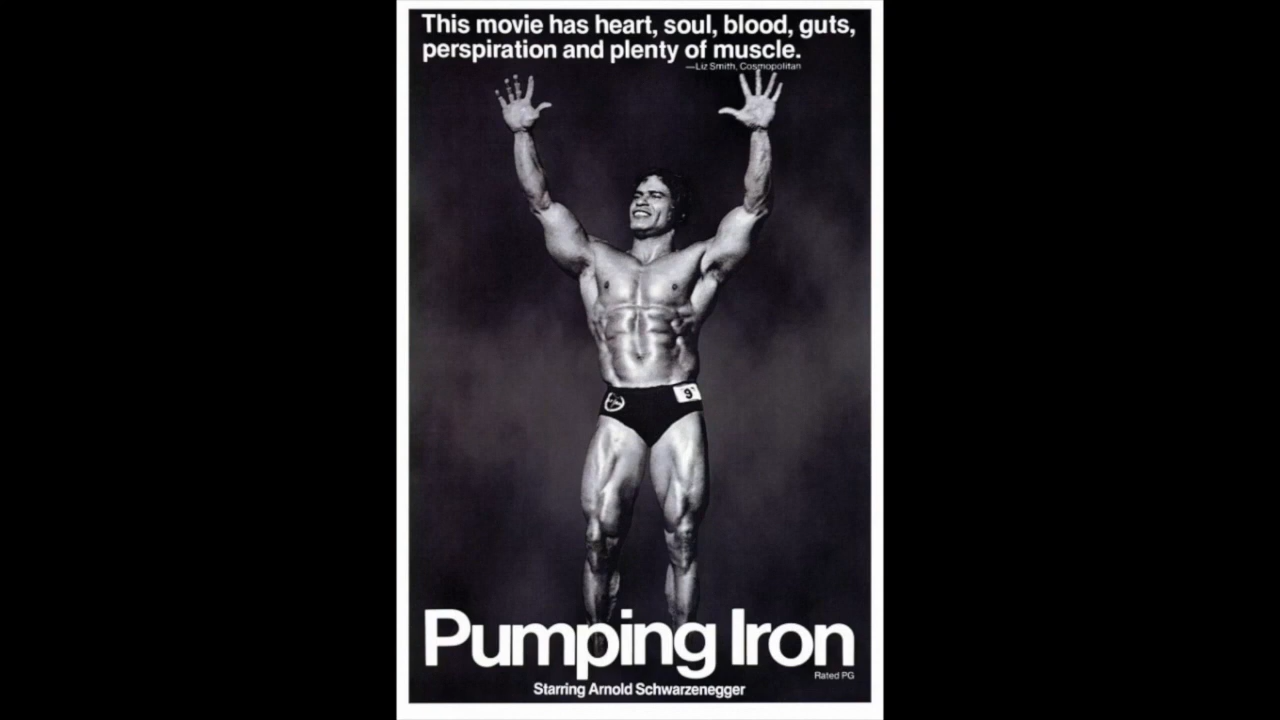 This movie has heart, soul, blood, guts,
perspiration and plenty of muscle.
—Liz Smith, Cosmopolitan
9
Pumping Iron
Rated PG
Starring Arnold Schwarzenegger